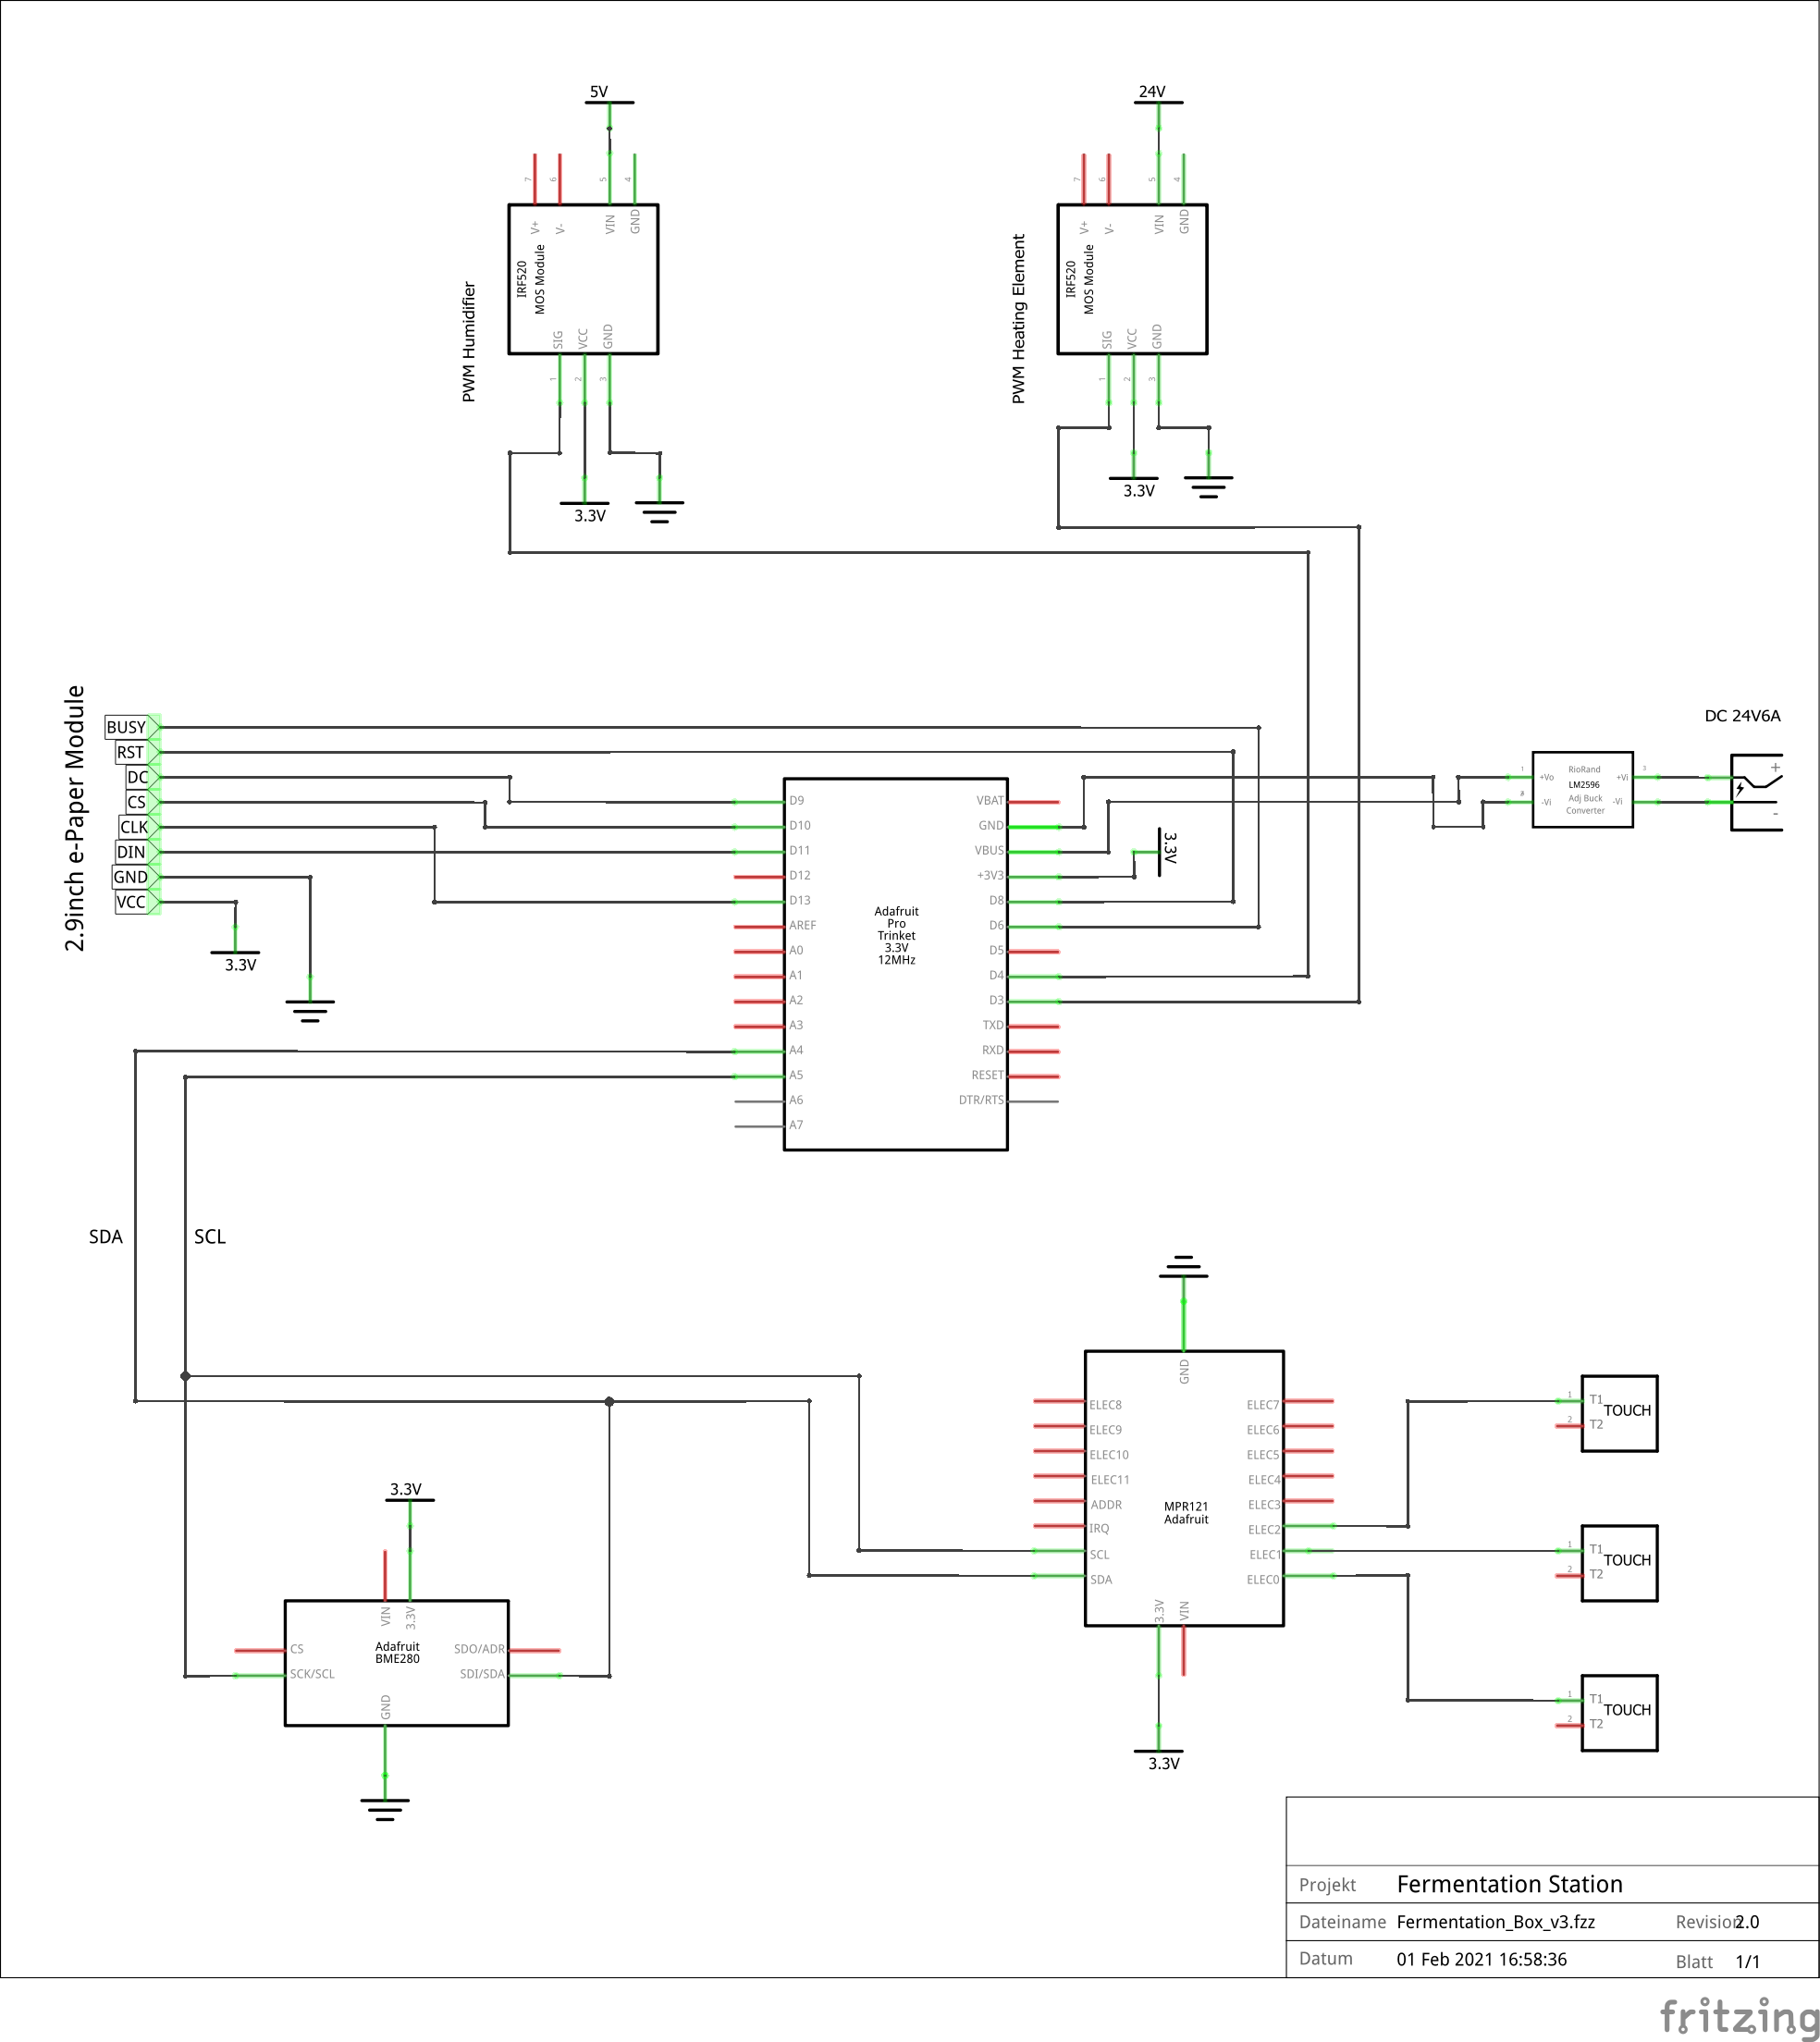 5V
7
6
5
4
V+
V-
VIN
GND
IRF520
MOS Module
SIG
VCC
GND
1
2
3
PWM Humidifier
3.3V
24V
7
6
5
4
V+
V-
VIN
GND
IRF520
MOS Module
SIG
VCC
GND
1
2
3
PWM Heating Element
3.3V
2.9inch e-Paper Module
BUSY
RST
DC
CS
CLK
DIN
GND
VCC
3.3V
D9
D10
D11
D12
D13
AREF
A0
A1
A2
A3
A4
A5
A6
A7
Adafruit
Pro
Trinket
3.3V
12MHz
VBAT
GND
VBUS
+3V3
D8
D6
D5
D4
D3
TXD
RXD
RESET
DTR/RTS
3.3V
DC 24V6A
1
3
+Vo
-Vi
RioRand
LM2596
Adj Buck
Converter
+Vi
-Vi
+
-
SDA
SCL
3.3V
VIN
3.3V
CS
SCK/SCL
Adafruit
BME280
SDO/ADR
SDI/SDA
GND
GND
ELEC8
ELEC9
ELEC10
ELEC11
ADDR
IRQ
SCL
SDA
MPR121
Adafruit
ELEC7
ELEC6
ELEC5
ELEC4
ELEC3
ELEC2
ELEC1
ELEC0
3.3V
VIN
3.3V
1
2
T1
T2
TOUCH
1
2
T1
T2
TOUCH
1
2
T1
T2
TOUCH
Projekt Fermentation Station
Dateiname Fermentation_Box_v3.fzz Revision 2.0
Datum 01 Feb 2021 16:58:36 Blatt 1/1
fritzing